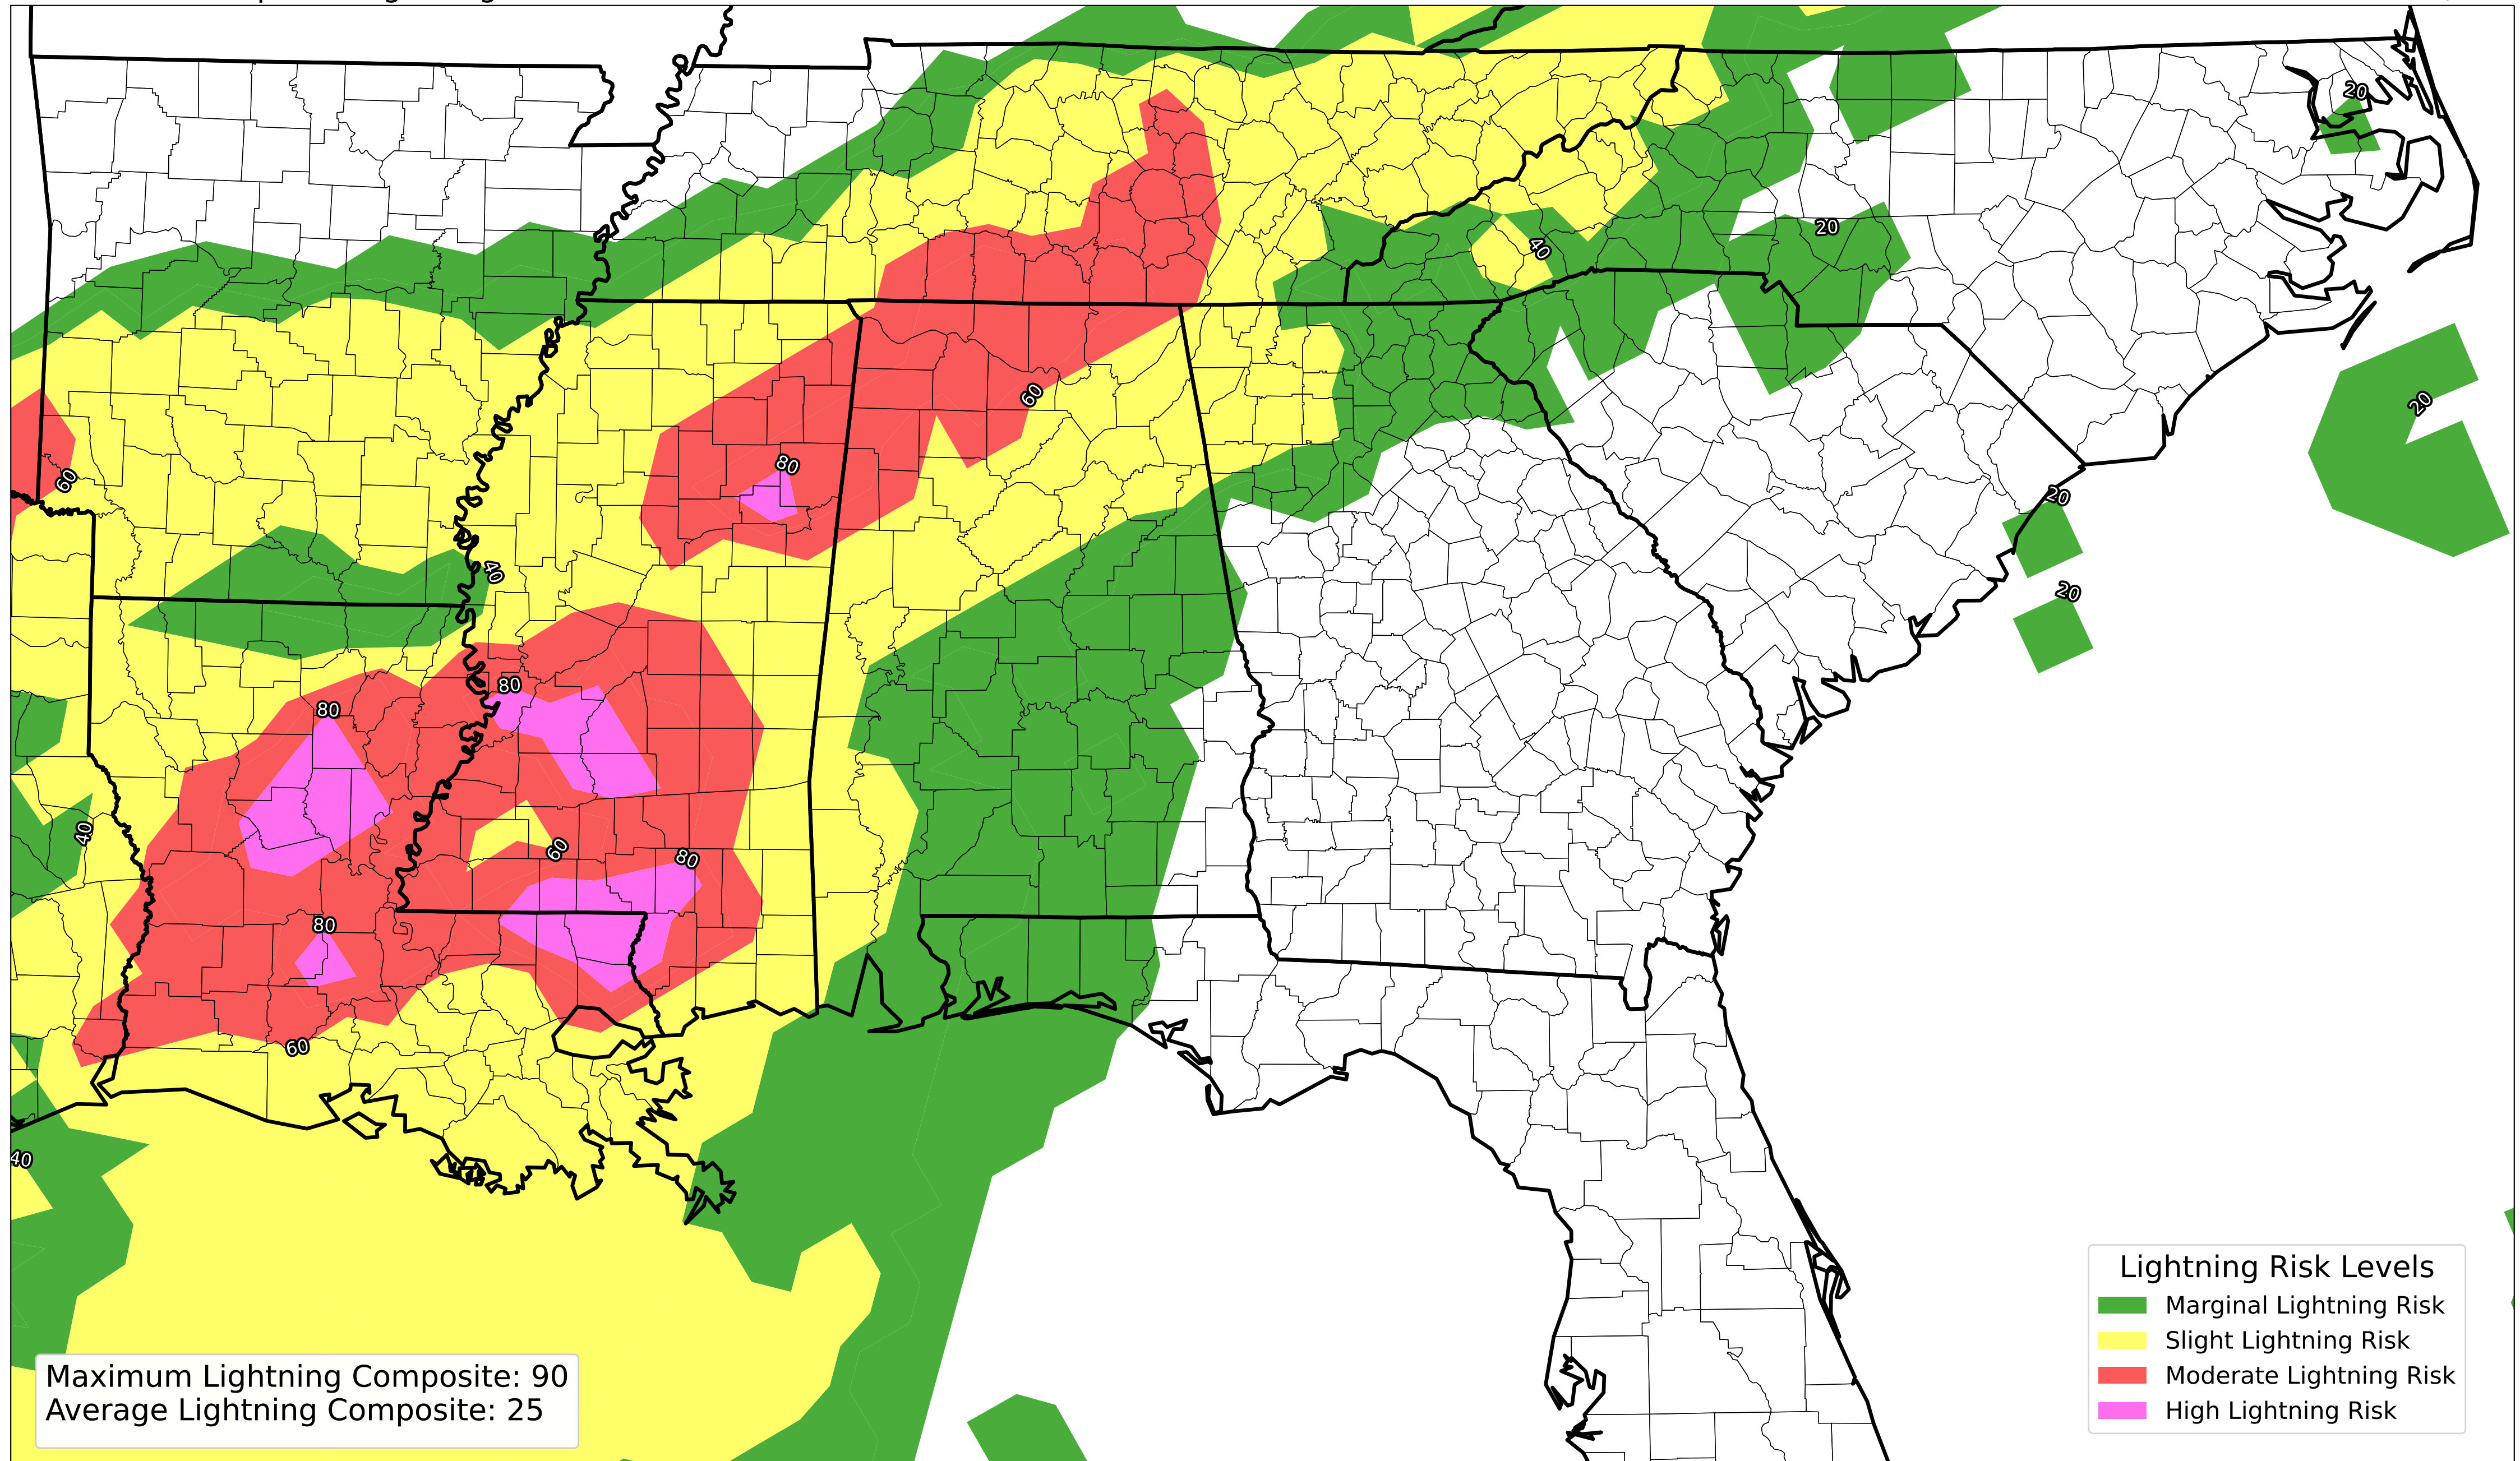 20
20
40
20
60
80
60
20
40
20
80
80
40
60
80
80
60
40
Lightning Risk Levels
Marginal Lightning Risk
Slight Lightning Risk
Moderate Lightning Risk
High Lightning Risk
Maximum Lightning Composite: 90
Average Lightning Composite: 25